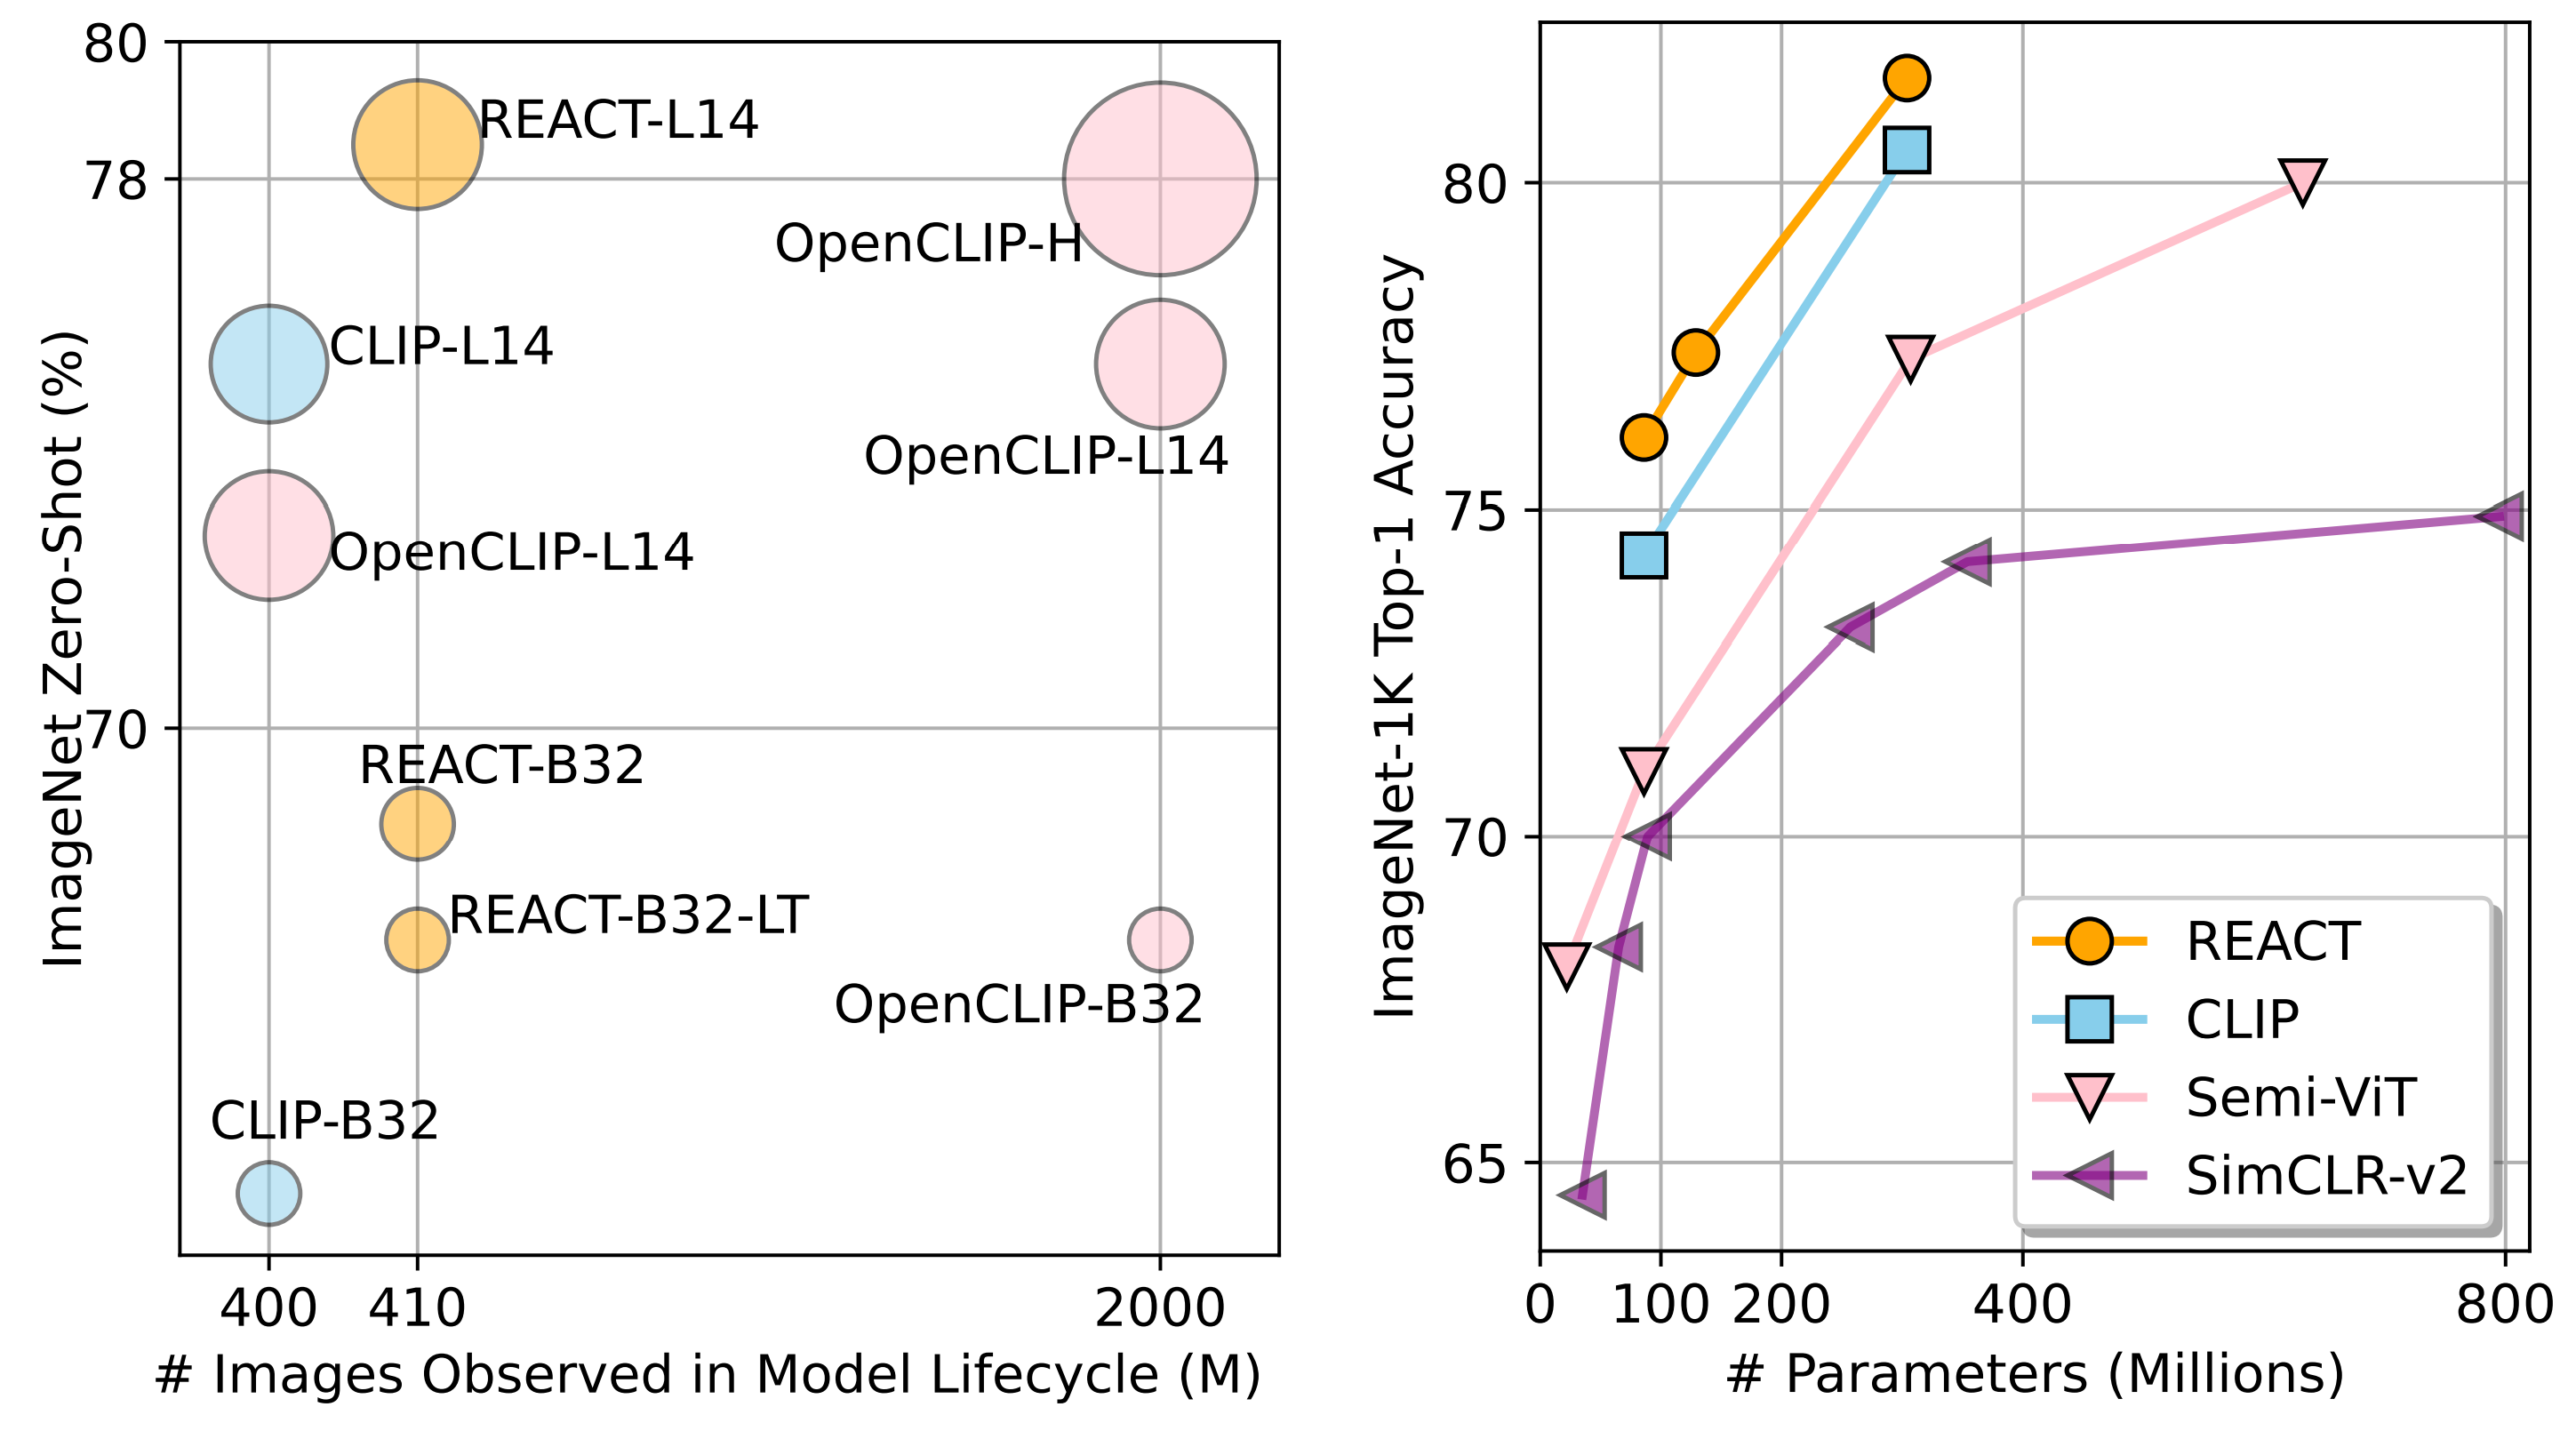 80
78
70
ImageNet Zero-Shot (%)
REACT-L14
OpenCLIP-H
CLIP-L14
OpenCLIP-L14
OpenCLIP-L14
REACT-B32
REACT-B32-LT
OpenCLIP-B32
CLIP-B32
400 410 2000
# Images Observed in Model Lifecycle (M)
80
75
70
65
ImageNet-1K Top-1 Accuracy
REACT
CLIP
Semi-ViT
SimCLR-v2
0 100 200 400 800
# Parameters (Millions)